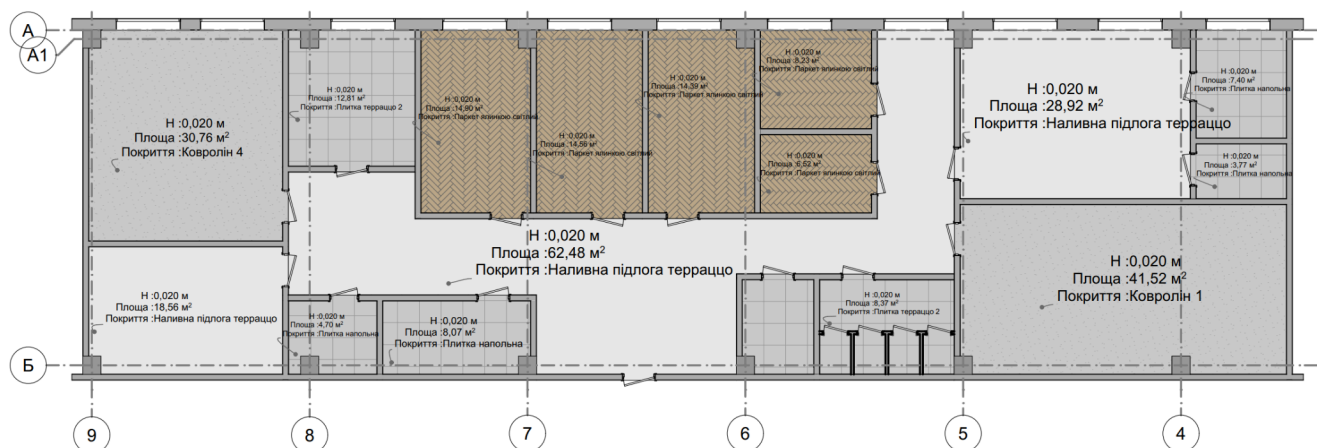 А
А1
Н :0,020 м
Площа :30,76 м²
Покриття :Ковролін 4
Н :0,020 м
Площа :12,81 м²
Покриття :Плитка терраццо 2
Н :0,020 м
Площа :14,90 м²
Покриття :Паркет ялинкою світлий
Н :0,020 м
Площа :14,56 м²
Покриття :Паркет ялинкою світлий
Н :0,020 м
Площа :14,39 м²
Покриття :Паркет ялинкою світлий
Н :0,020 м
Площа :8,23 м²
Покриття :Паркет ялинкою світлий
Н :0,020 м
Площа :6,52 м²
Покриття :Паркет ялинкою світлий
Н :0,020 м
Площа :28,92 м²
Покриття :Наливна підлога терраццо
Н :0,020 м
Площа :7,40 м²
Покриття :Плитка напольна
Н :0,020 м
Площа :3,77 м²
Покриття :Плитка напольна
Н :0,020 м
Площа :62,48 м²
Покриття :Наливна підлога терраццо
Н :0,020 м
Площа :41,52 м²
Покриття :Ковролін 1
Н :0,020 м
Площа :18,56 м²
Покриття :Наливна підлога терраццо
Н :0,020 м
Площа :4,70 м²
Покриття :Плитка напольна
Н :0,020 м
Площа :8,07 м²
Покриття :Плитка напольна
Н :0,020 м
Площа :8,37 м²
Покриття :Плитка терраццо 2
Б
9
8
7
6
5
4